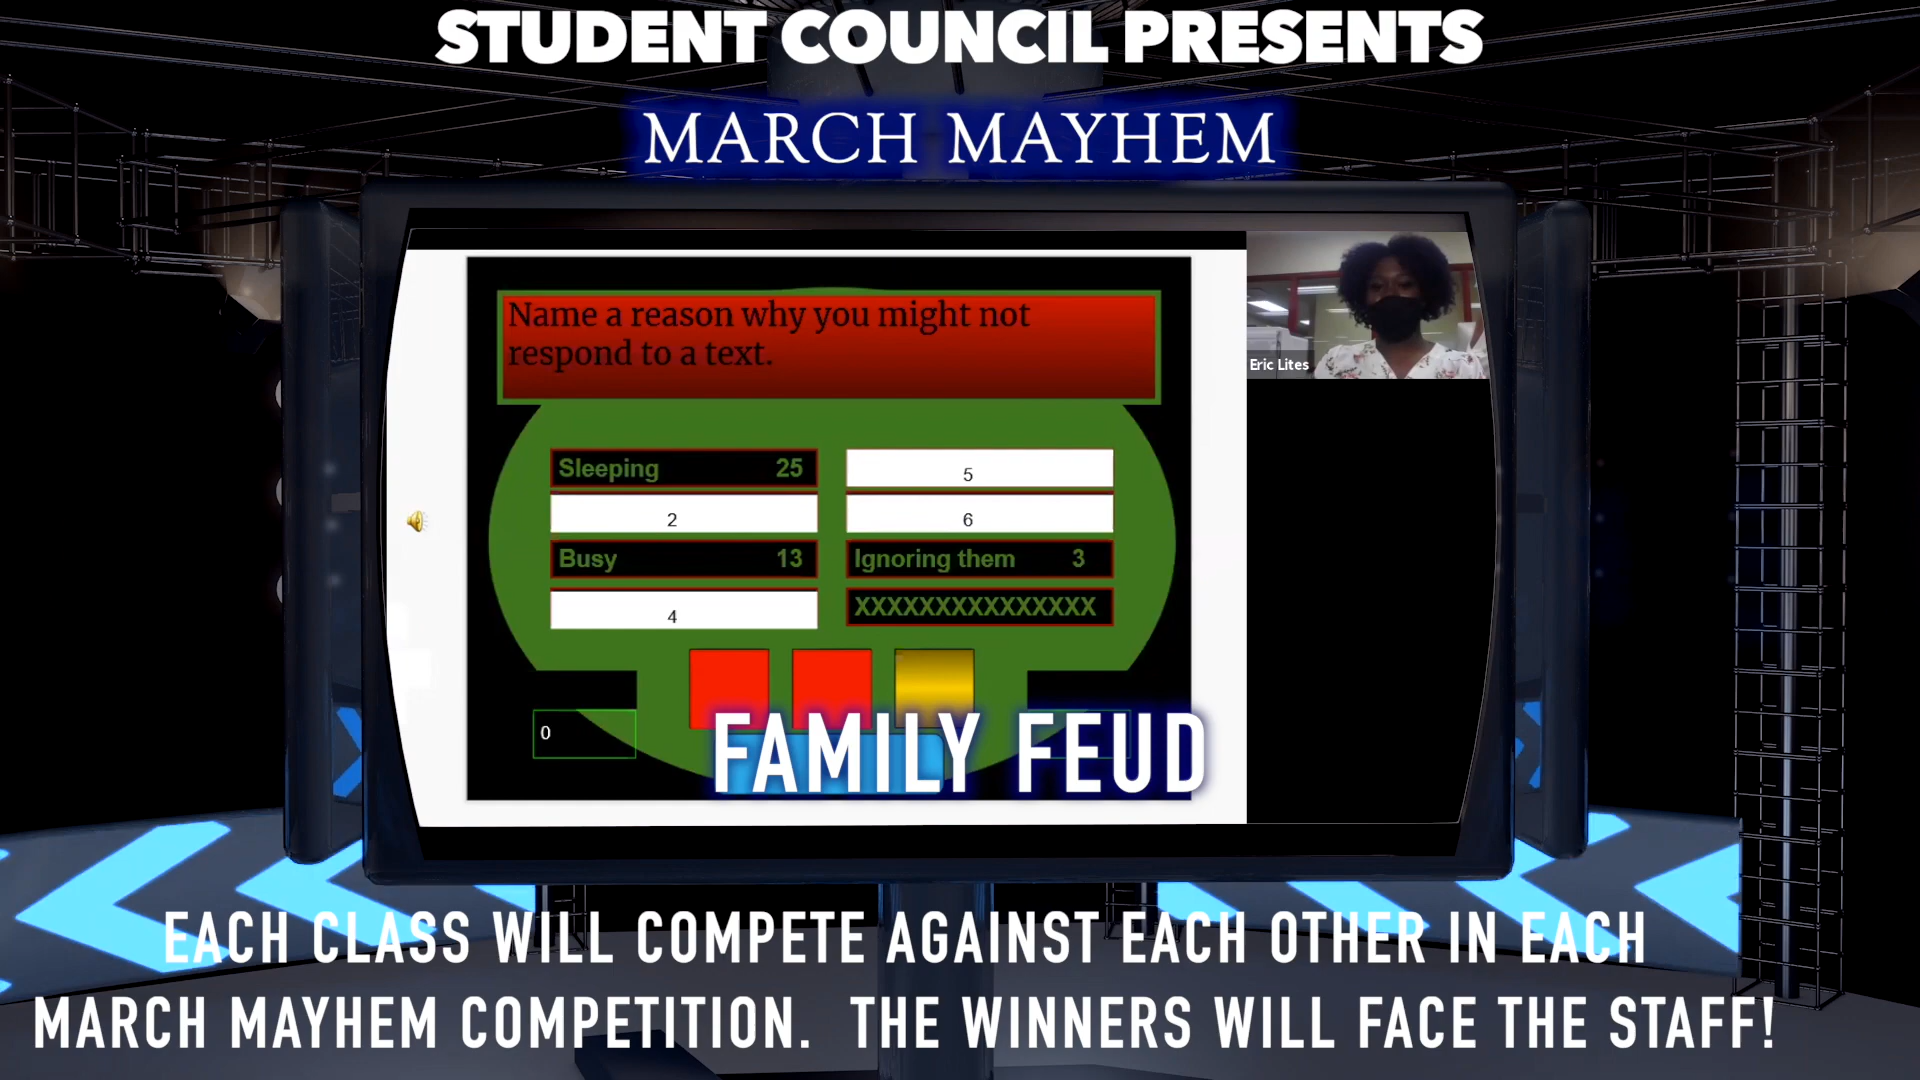 STUDENT COUNCIL PRESENTS
MARCH MAYHEM
Name a reason why you might not
respond to a text.
Eric Lites
Sleeping 25
5
2
6
Busy 13
Ignoring them 3
4
XXXXXXXXXXXXXXX
0
FAMILY FEUD
EACH CLASS WILL COMPETE AGAINST EACH OTHER IN EACH
MARCH MAYHEM COMPETITION. THE WINNERS WILL FACE THE STAFF!